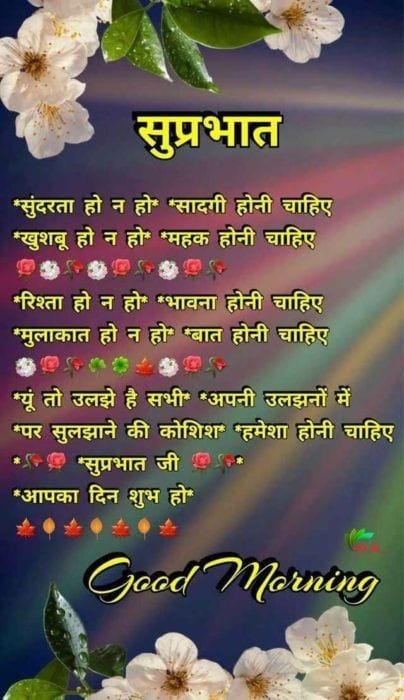 सुप्रभात
*सुंदरता हो न हो* *सादगी होनी चाहिए
*खुशबू हो न हो* *महक होनी चाहिए
*रिश्ता हो न हो* *भावना होनी चाहिए
*मुलाकात हो न हो* *बात होनी चाहिए
*यूं तो उलझे है सभी* *अपनी उलझनों में
*पर सुलझाने की कोशिश* *हमेशा होनी चाहिए
*🥀🌹 *सुप्रभात जी 🌹🥀*
*आपका दिन शुभ हो*
Good Morning